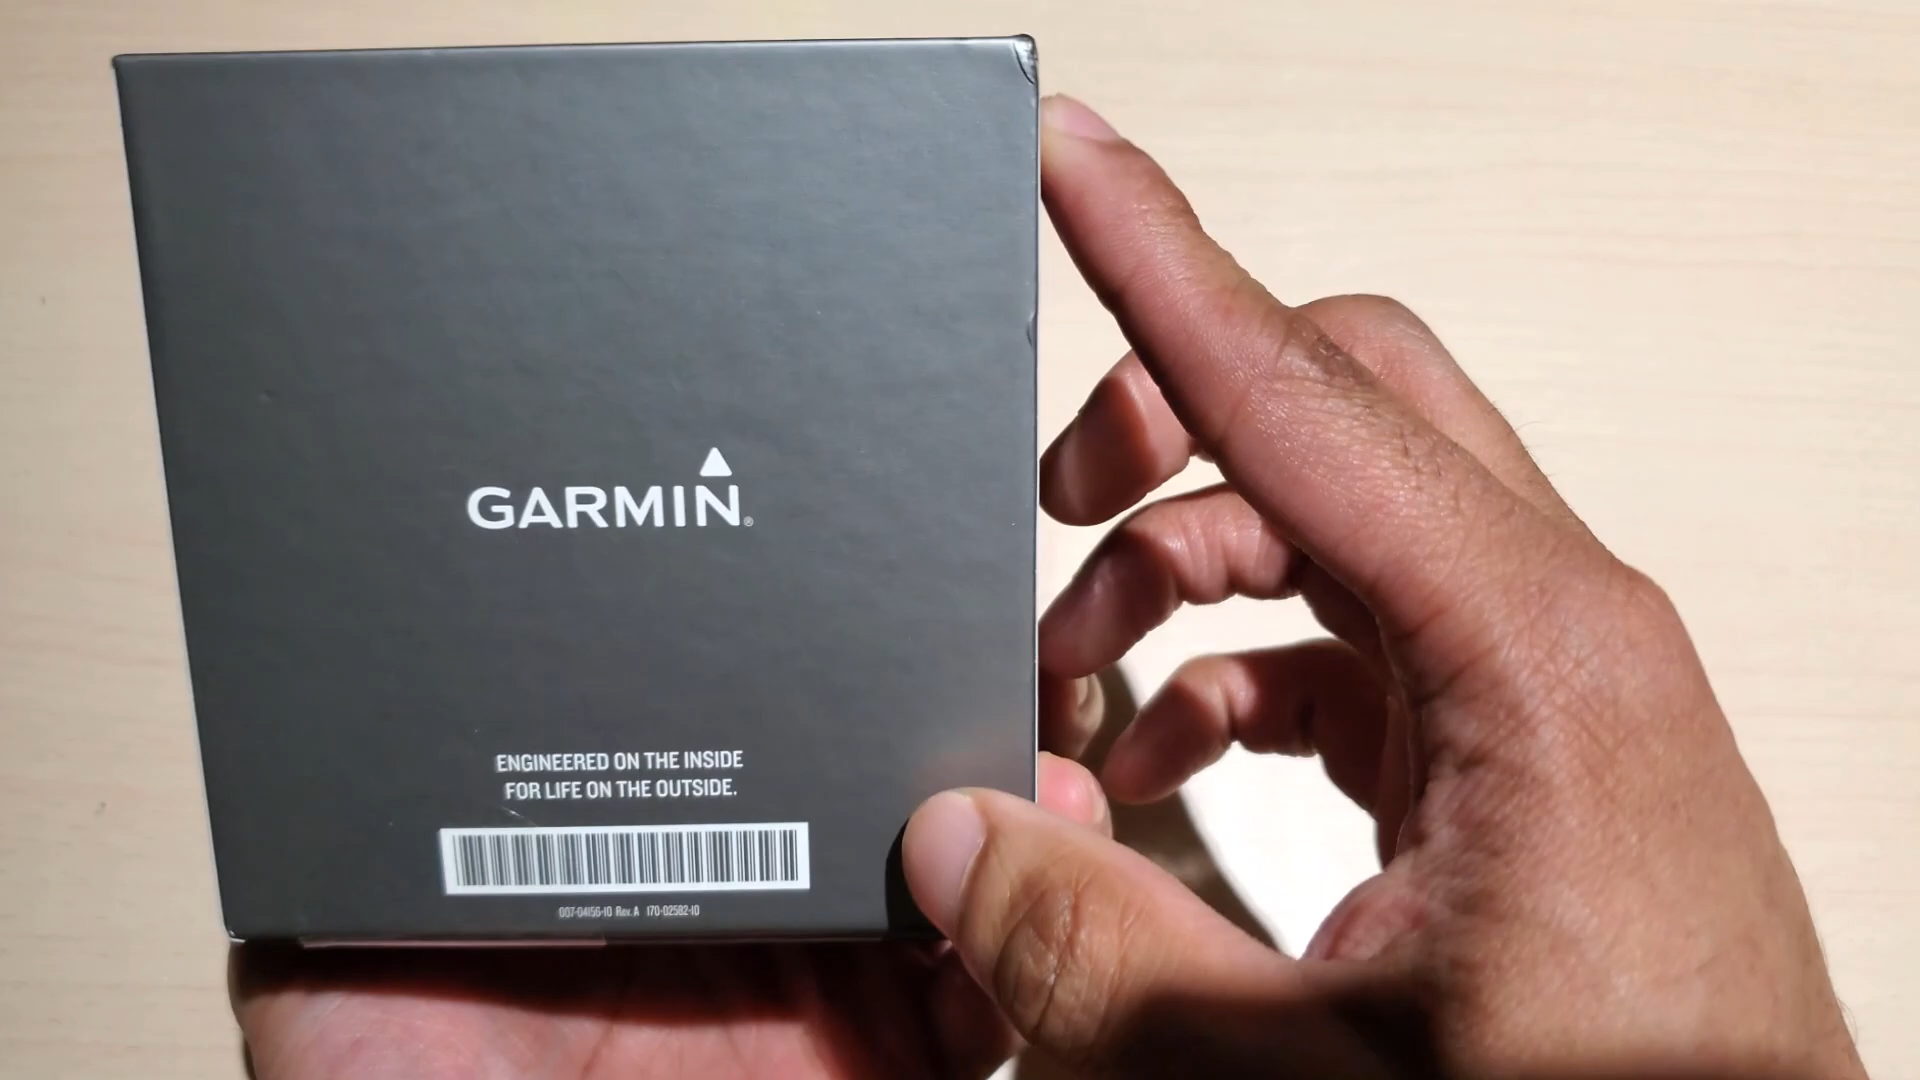 GARMIN®
ENGINEERED ON THE INSIDE
FOR LIFE ON THE OUTSIDE.
007-04156-10 Rev. A 170-02582-10